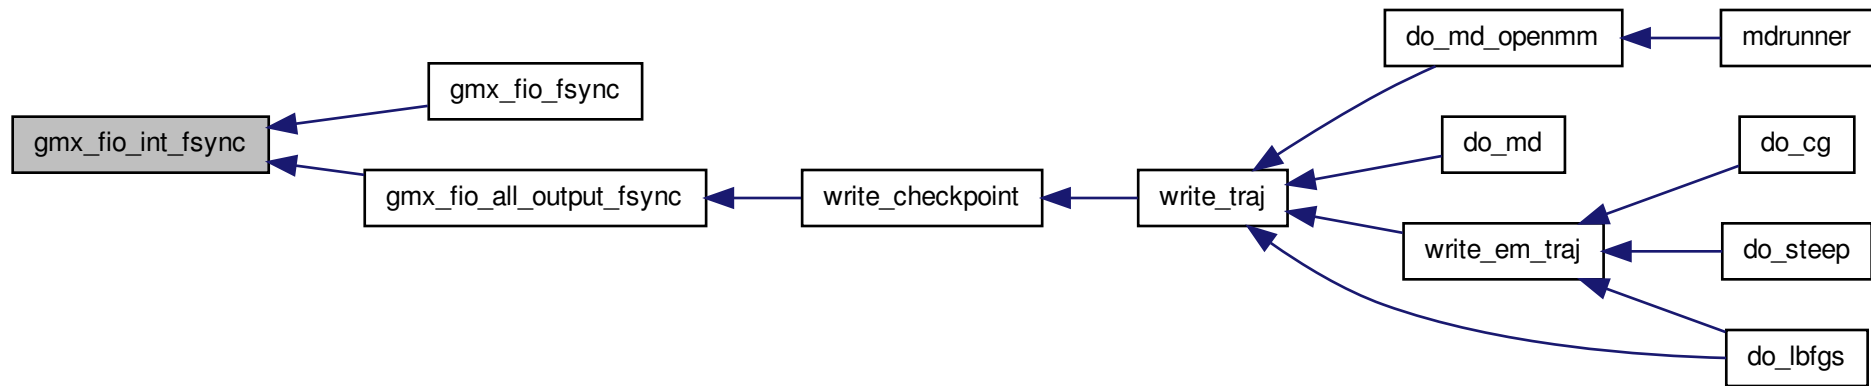 gmx_fio_int_fsync
gmx_fio_fsync
gmx_fio_all_output_fsync
write_checkpoint
write_traj
do_md_openmm
mdrunner
do_md
write_em_traj
do_cg
do_steep
do_lbfgs